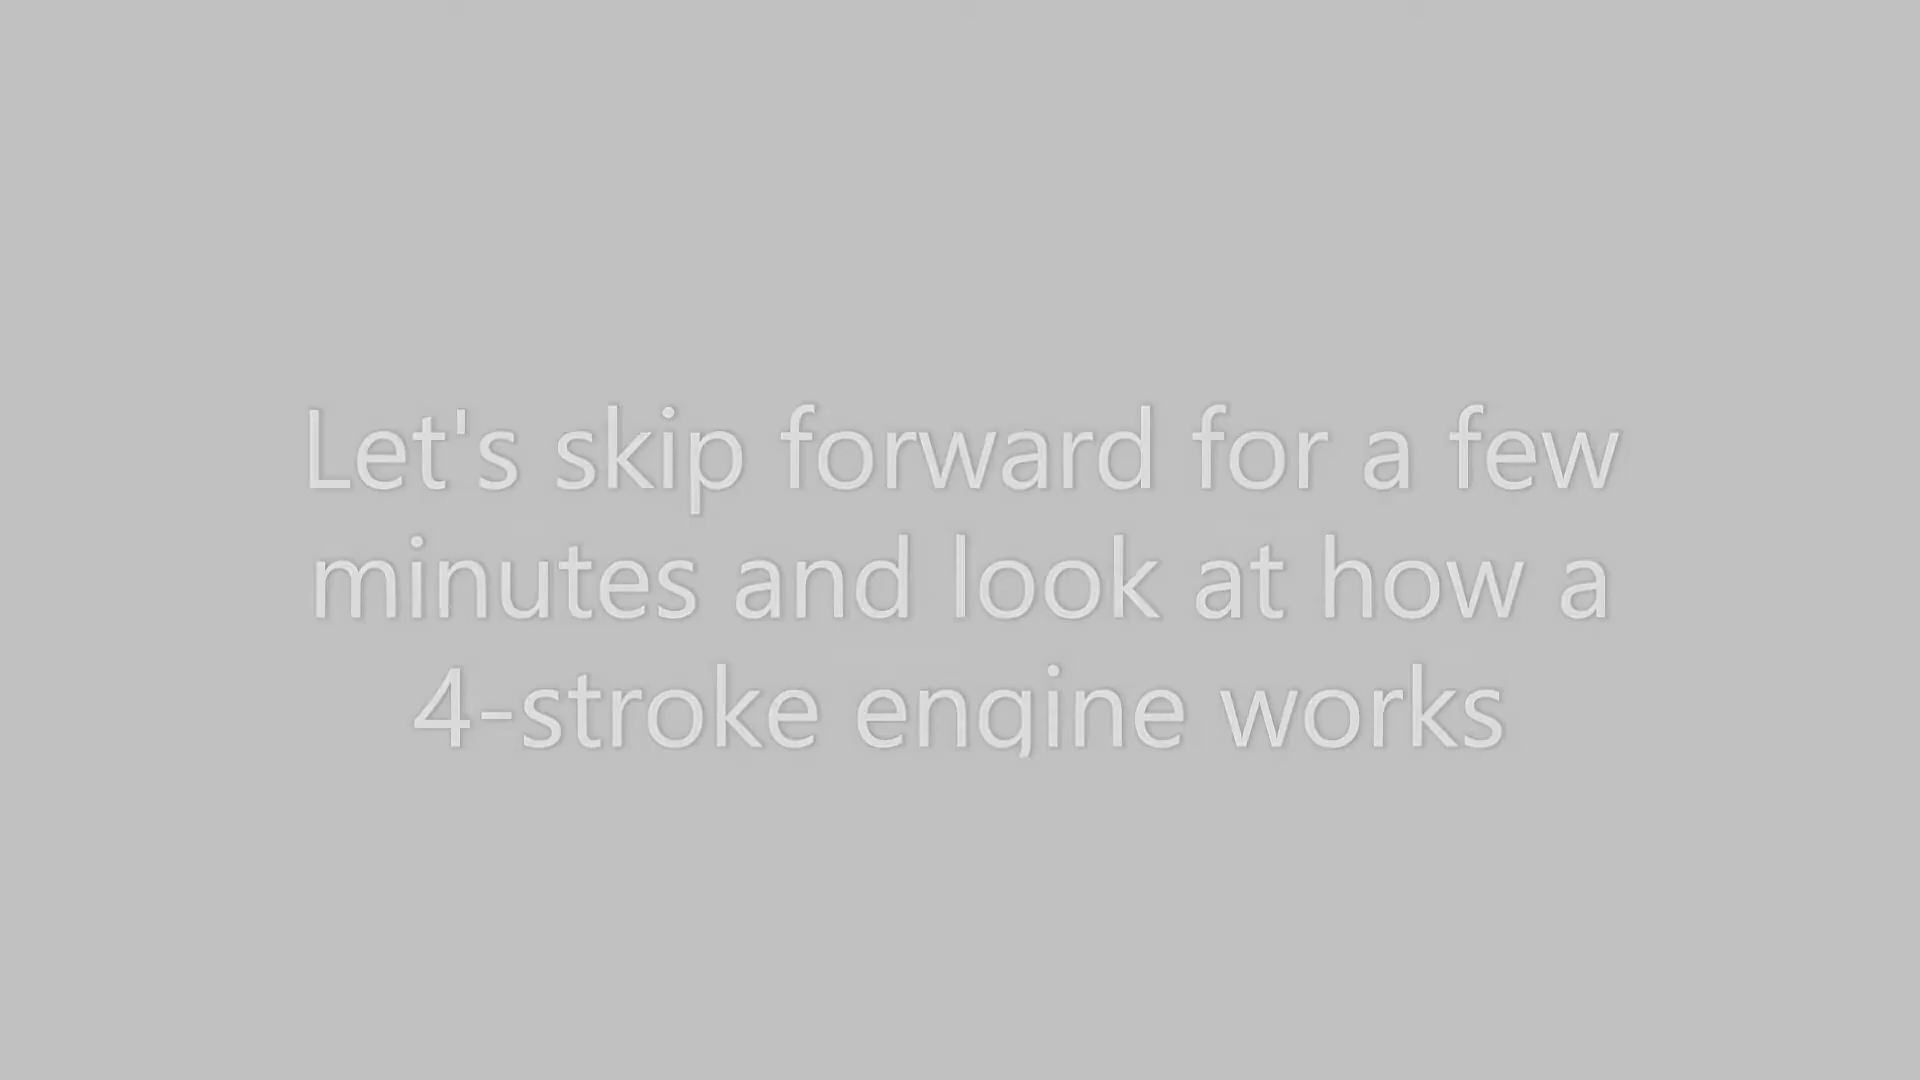 Let's skip forward for a few
minutes and look at how a
4-stroke engine works